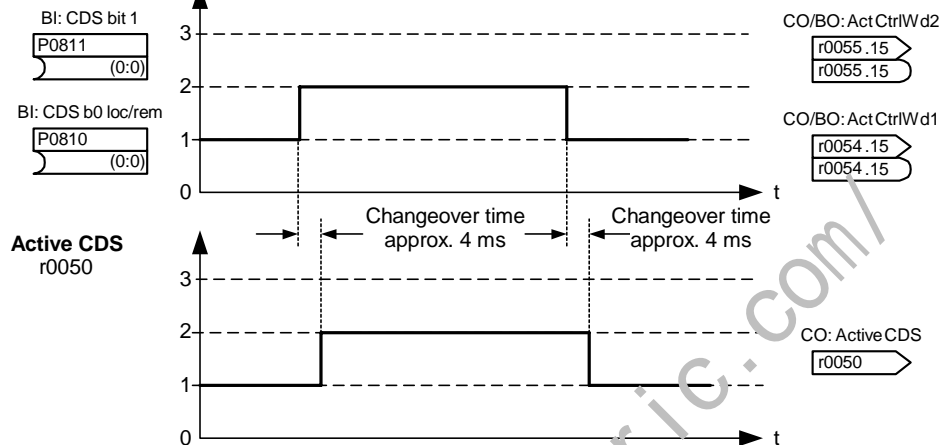 BI: CDS bit 1
P0811
(0:0)
BI: CDS b0 loc/rem
P0810
(0:0)
3
2
1
0
t
CO/BO: Act CtrlWd2
r0055.15
r0055.15
CO/BO: Act CtrlWd1
r0054.15
r0054.15
Changeover time
approx. 4 ms
Changeover time
approx. 4 ms
Active CDS
r0050
3
2
1
0
t
CO: Active CDS
r0050
ric.com/